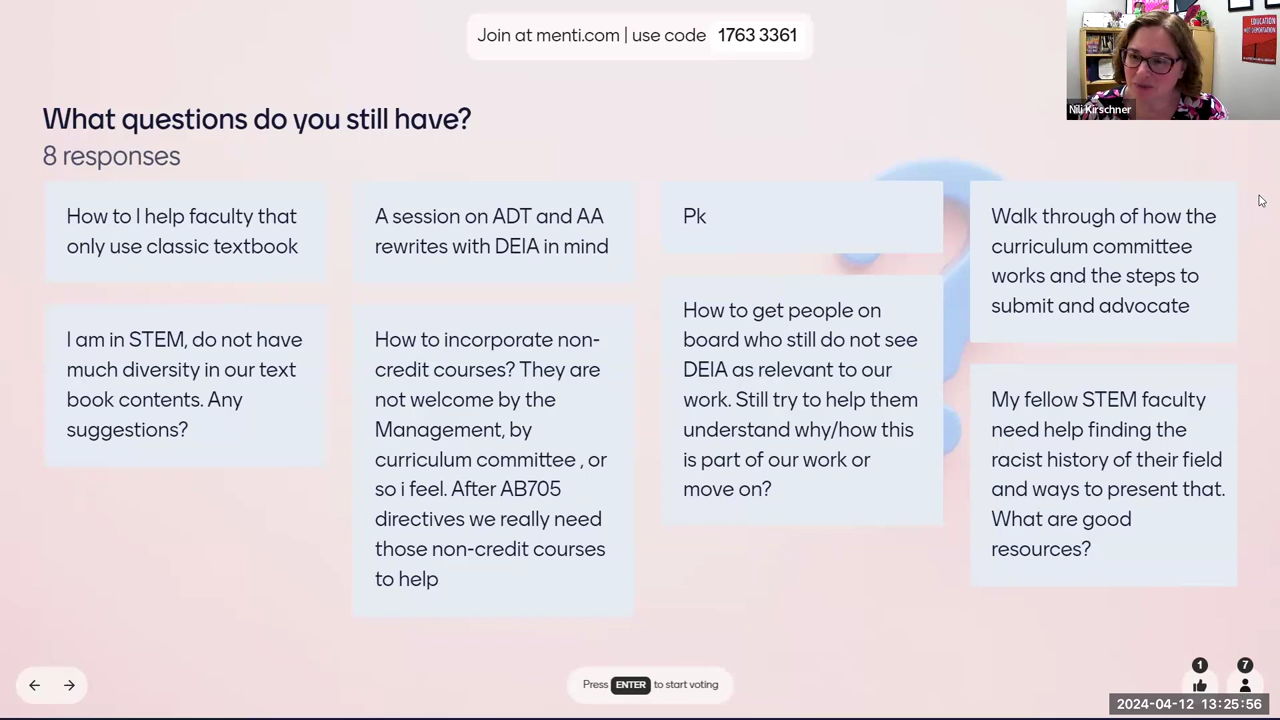 Join at menti.com | use code 1763 3361
EDUCATION
NOT DEPORTATION
Nili Kirschner
What questions do you still have?
8 responses
How to I help faculty that
only use classic textbook
I am in STEM, do not have
much diversity in our text
book contents. Any
suggestions?
A session on ADT and AA
rewrites with DEIA in mind
How to incorporate non-
credit courses? They are
not welcome by the
Management, by
curriculum committee , or
so i feel. After AB705
directives we really need
those non-credit courses
to help
Pk
How to get people on
board who still do not see
DEIA as relevant to our
work. Still try to help them
understand why/how this
is part of our work or
move on?
Walk through of how the
curriculum committee
works and the steps to
submit and advocate
My fellow STEM faculty
need help finding the
racist history of their field
and ways to present that.
What are good
resources?
Press ENTER to start voting
1
7
2024-04-12 13:25:56